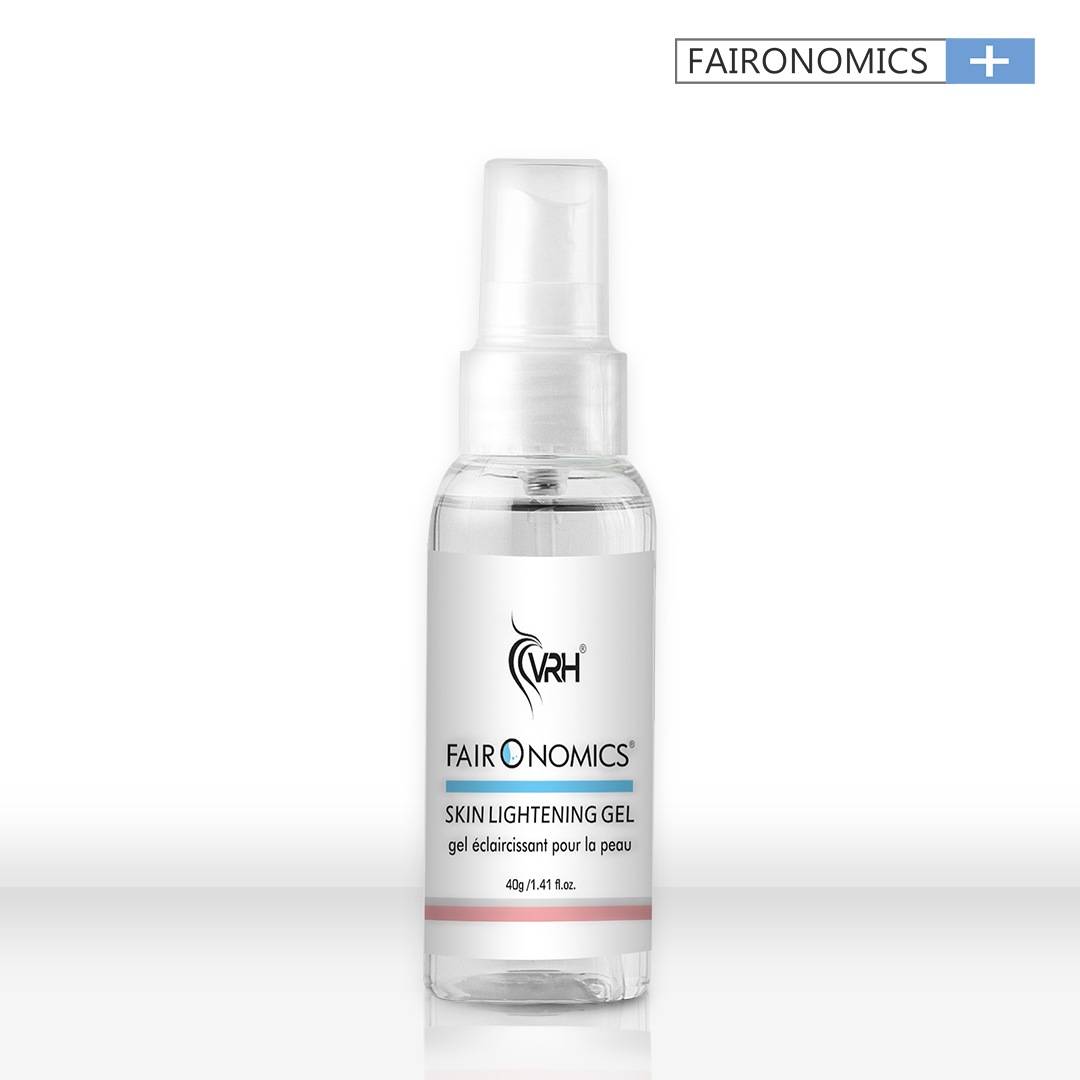 FAIRONOMICS +
VRH®
FAIRONOMICS®
SKIN LIGHTENING GEL
gel éclaircissant pour la peau
40g /1.41 fl.oz.